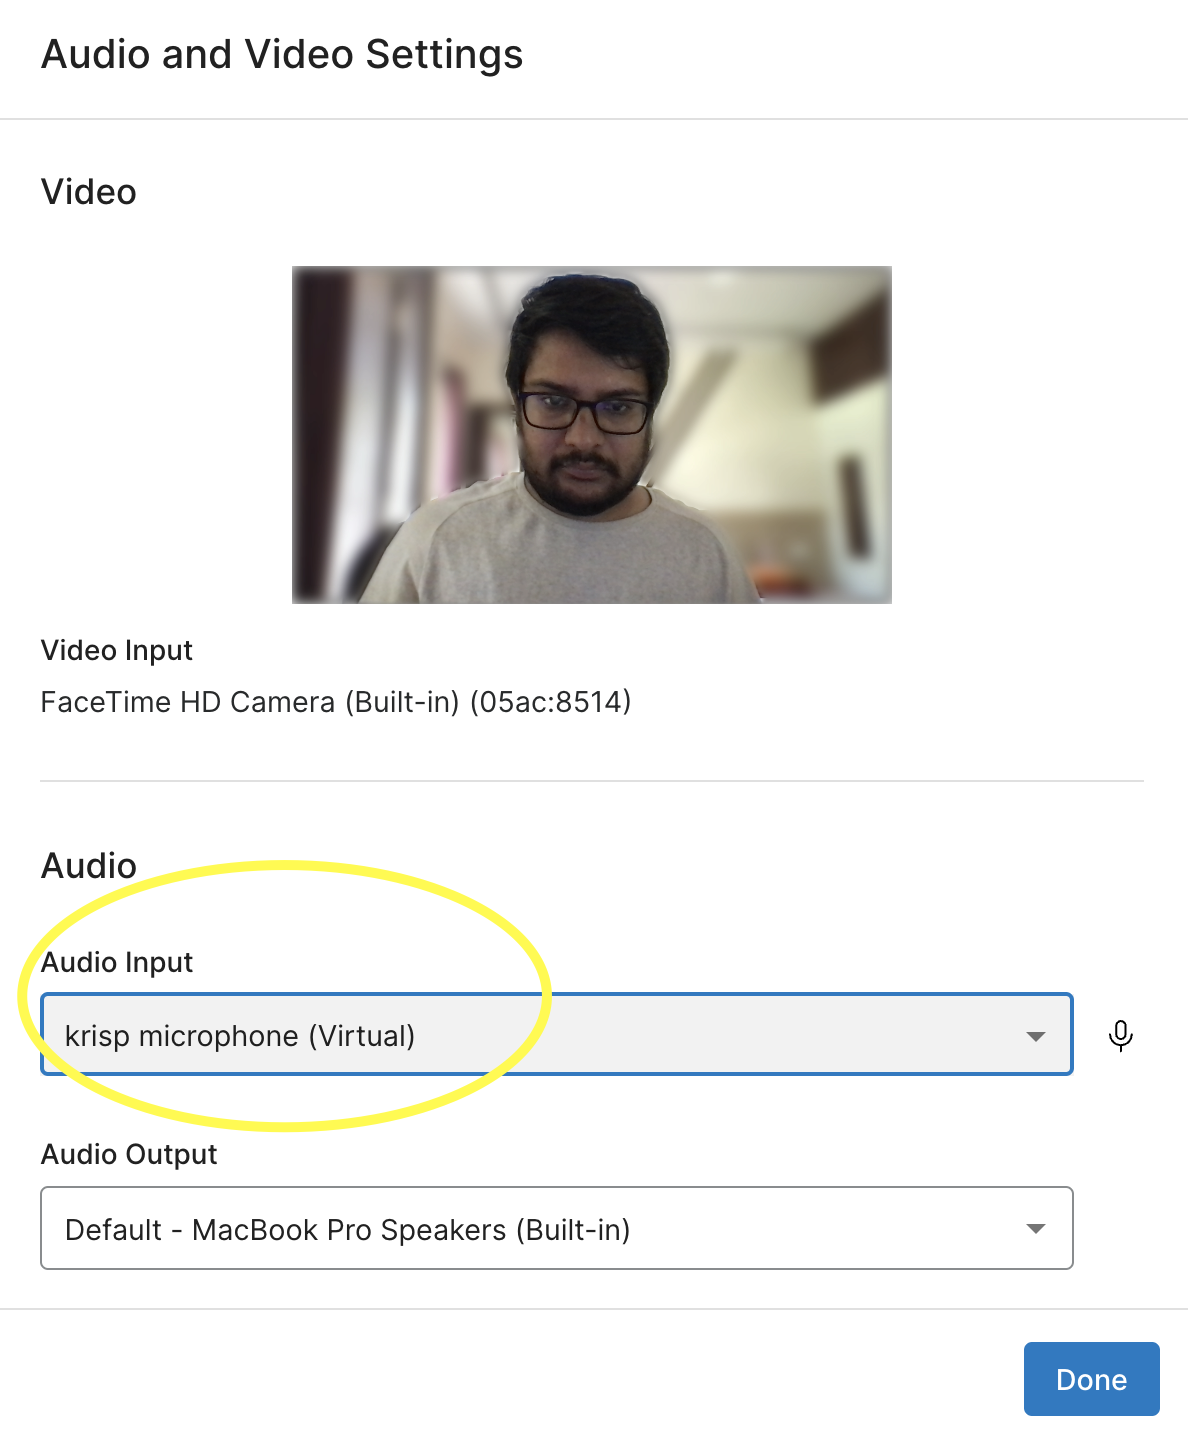 Audio and Video Settings
Video
Video Input
FaceTime HD Camera (Built-in) (05ac:8514)
Audio
Audio Input
krisp microphone (Virtual)
Audio Output
Default - MacBook Pro Speakers (Built-in)
Done